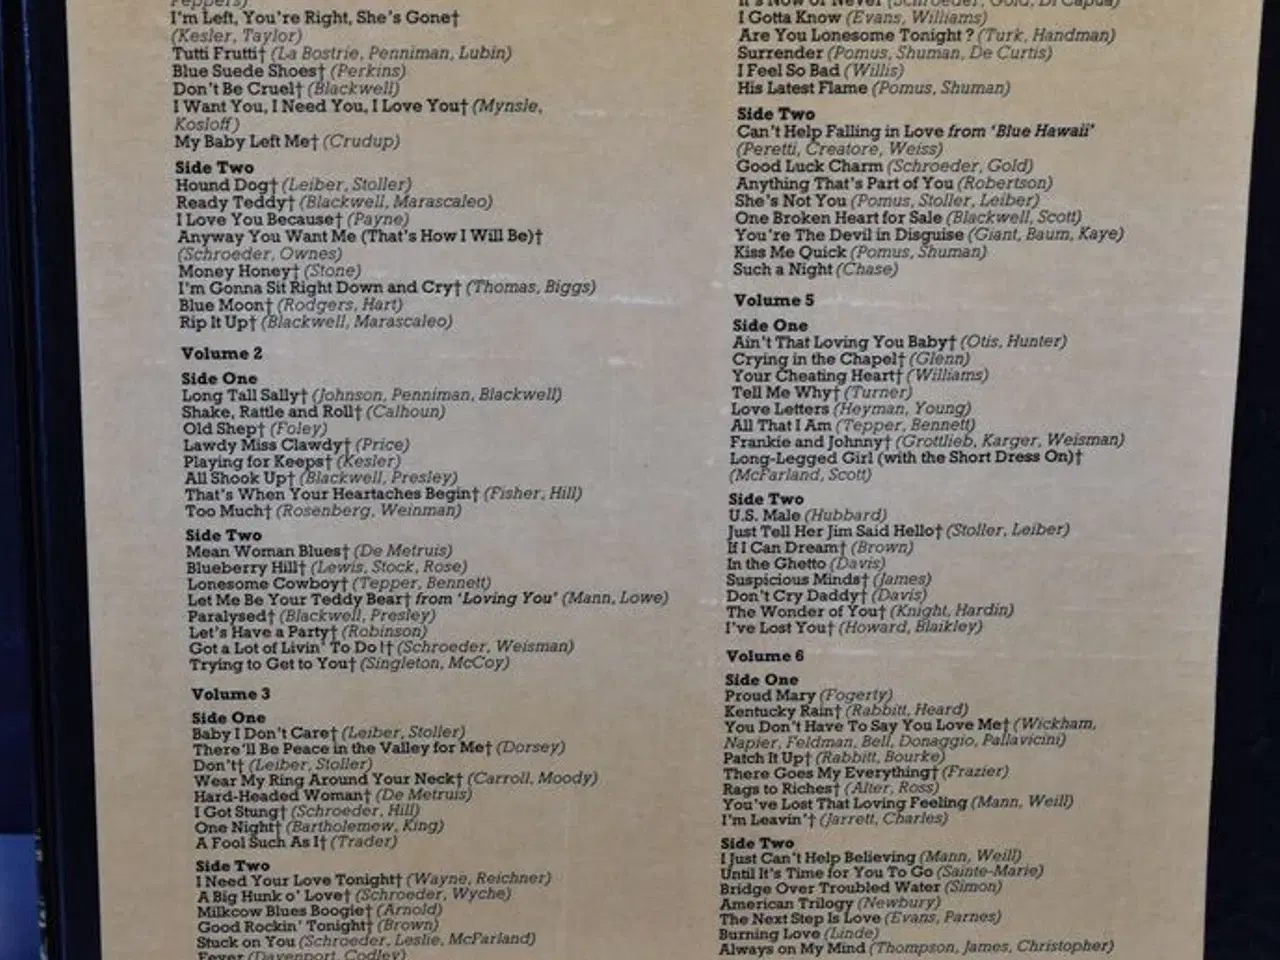 Peppers)
I'm Left, You're Right, She's Gone†
(Kesler, Taylor)
Tutti Frutti† (La Bostrie, Penniman, Lubin)
Blue Suede Shoes† (Perkins)
Don't Be Cruel† (Blackwell)
I Want You, I Need You, I Love You† (Mynsle,
Kosloff)
My Baby Left Me† (Crudup)
Side Two
Hound Dog† (Leiber, Stoller)
Ready Teddy† (Blackwell, Marascaleo)
I Love You Because† (Payne)
Anyway You Want Me (That's How I Will Be)†
(Schroeder, Ownes)
Money Honey† (Stone)
I'm Gonna Sit Right Down and Cry† (Thomas, Biggs)
Blue Moon† (Rodgers, Hart)
Rip It Up† (Blackwell, Marascaleo)
Volume 2
Side One
Long Tall Sally† (Johnson, Penniman, Blackwell)
Shake, Rattle and Roll† (Calhoun)
Old Shep† (Foley)
Lawdy Miss Clawdy† (Price)
Playing for Keeps† (Kesler)
All Shook Up† (Blackwell, Presley)
That's When Your Heartaches Begin† (Fisher, Hill)
Too Much† (Rosenberg, Weinman)
Side Two
Mean Woman Blues† (De Metruis)
Blueberry Hill† (Lewis, Stock, Rose)
Lonesome Cowboy† (Tepper, Bennett)
Let Me Be Your Teddy Bear† from 'Loving You' (Mann, Lowe)
Paralysed† (Blackwell, Presley)
Let's Have a Party† (Robinson)
Got a Lot of Livin' To Do!† (Schroeder, Weisman)
Trying to Get to You† (Singleton, McCoy)
Volume 3
Side One
Baby I Don't Care† (Leiber, Stoller)
There'll Be Peace in the Valley for Me† (Dorsey)
Don't† (Leiber, Stoller)
Wear My Ring Around Your Neck† (Carroll, Moody)
Hard-Headed Woman† (De Metruis)
I Got Stung† (Schroeder, Hill)
One Night† (Bartholemew, King)
A Fool Such As I† (Trader)
Side Two
I Need Your Love Tonight† (Wayne, Reichner)
A Big Hunk o' Love† (Schroeder, Wyche)
Milkcow Blues Boogie† (Arnold)
Good Rockin' Tonight† (Brown)
Stuck on You (Schroeder, Leslie, McFarland)
Fever (Davenport, Cooley)
It's Now or Never (Schroeder, Gold, Di Capua)
I Gotta Know (Evans, Williams)
Are You Lonesome Tonight? (Turk, Handman)
Surrender (Pomus, Shuman, De Curtis)
I Feel So Bad (Willis)
His Latest Flame (Pomus, Shuman)
Side Two
Can't Help Falling in Love from 'Blue Hawaii'
(Peretti, Creatore, Weiss)
Good Luck Charm (Schroeder, Gold)
Anything That's Part of You (Robertson)
She's Not You (Pomus, Stoller, Leiber)
One Broken Heart for Sale (Blackwell, Scott)
You're The Devil in Disguise (Giant, Baum, Kaye)
Kiss Me Quick (Pomus, Shuman)
Such a Night (Chase)
Volume 5
Side One
Ain't That Loving You Baby† (Otis, Hunter)
Crying in the Chapel† (Glenn)
Your Cheating Heart† (Williams)
Tell Me Why† (Turner)
Love Letters (Heyman, Young)
All That I Am (Tepper, Bennett)
Frankie and Johnny† (Grottlieb, Karger, Weisman)
Long-Legged Girl (with the Short Dress On)†
(McFarland, Scott)
Side Two
U.S. Male (Hubbard)
Just Tell Her Jim Said Hello† (Stoller, Leiber)
If I Can Dream† (Brown)
In the Ghetto (Davis)
Suspicious Minds† (James)
Don't Cry Daddy† (Davis)
The Wonder of You† (Knight, Hardin)
I've Lost You† (Howard, Blaikley)
Volume 6
Side One
Proud Mary (Fogerty)
Kentucky Rain† (Rabbitt, Heard)
You Don't Have To Say You Love Me† (Wickham,
Napier, Feldman, Bell, Donaggio, Pallavicini)
Patch It Up† (Rabbitt, Bourke)
There Goes My Everything† (Frazier)
Rags to Riches† (Alter, Ross)
You've Lost That Loving Feeling (Mann, Weill)
I'm Leavin'† (Jarrett, Charles)
Side Two
I Just Can't Help Believing (Mann, Weill)
Until It's Time for You To Go (Sainte-Marie)
Bridge Over Troubled Water (Simon)
American Trilogy (Newbury)
The Next Step Is Love (Evans, Parnes)
Burning Love (Linde)
Always on My Mind (Thompson, James, Christopher)